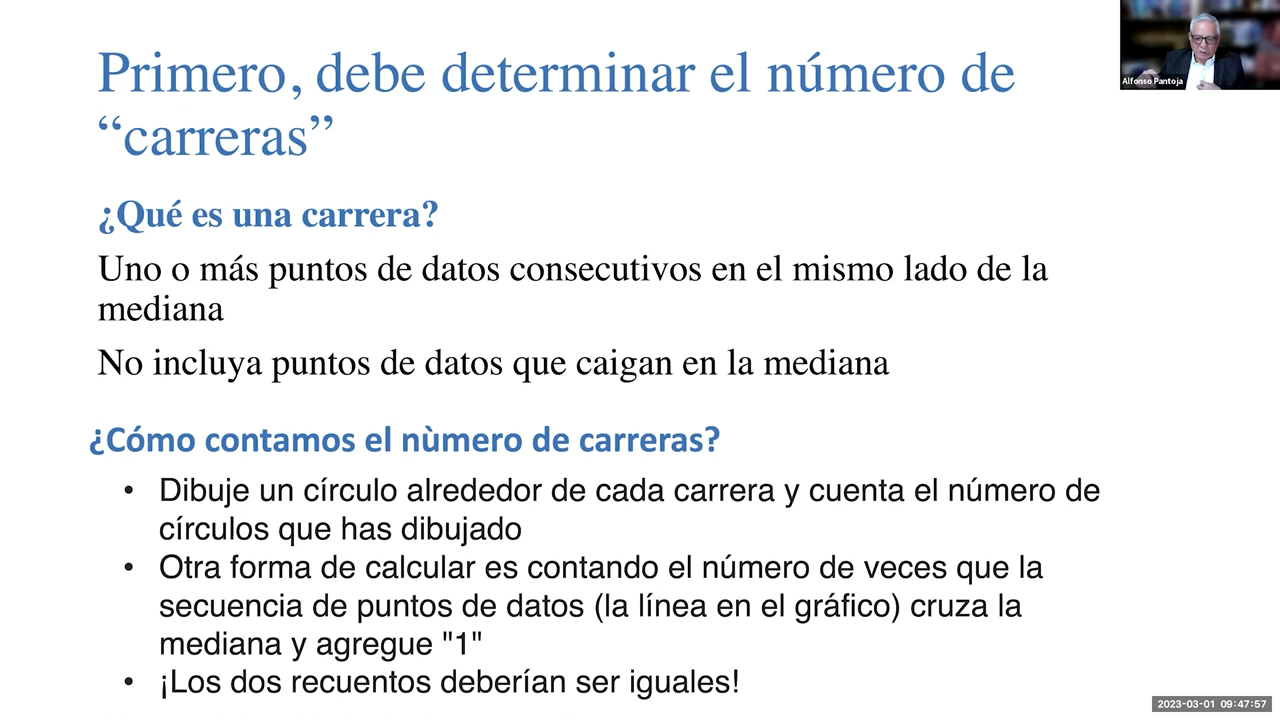 Primero, debe determinar el número de
“carreras”
¿Qué es una carrera?
Uno o más puntos de datos consecutivos en el mismo lado de la
mediana
No incluya puntos de datos que caigan en la mediana
¿Cómo contamos el nùmero de carreras?
• Dibuje un círculo alrededor de cada carrera y cuenta el número de
círculos que has dibujado
• Otra forma de calcular es contando el número de veces que la
secuencia de puntos de datos (la línea en el gráfico) cruza la
mediana y agregue "1"
• ¡Los dos recuentos deberían ser iguales!
Alfonso Pantoja
2023-03-01 09:47:57